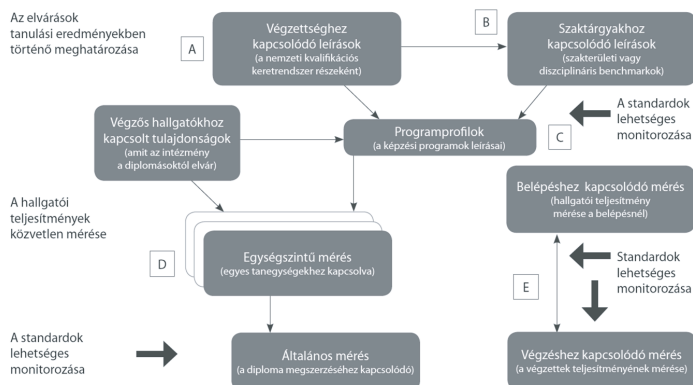 Az elvárások
tanulási eredményekben
történő meghatározása
A
Végzettséghez
kapcsolódó leírások
(a nemzeti kvalifikációs
keretrendszer részeként)
B
Szaktárgyakhoz
kapcsolódó leírások
(szakterületi vagy
diszciplináris benchmarkok)
Végzős hallgatókhoz
kapcsolt tulajdonságok
(amit az intézmény
a diplomásoktól elvár)
Programprofilok
(a képzési programok leírásai)
C
A standardok
lehetséges
monitorozása
A hallgatói
teljesítmények
közvetlen mérése
D
Egységszintű mérés
(egyes tanegységekhez kapcsolva)
Belépéshez kapcsolódó mérés
(hallgatói teljesítmény
mérése a belépésnél)
E
Standardok
lehetséges
monitorozása
A standardok
lehetséges
monitorozása
Általános mérés
(a diploma megszerzéséhez kapcsolódó)
Végzéshez kapcsolódó mérés
(a végzettek teljesítményének mérése)